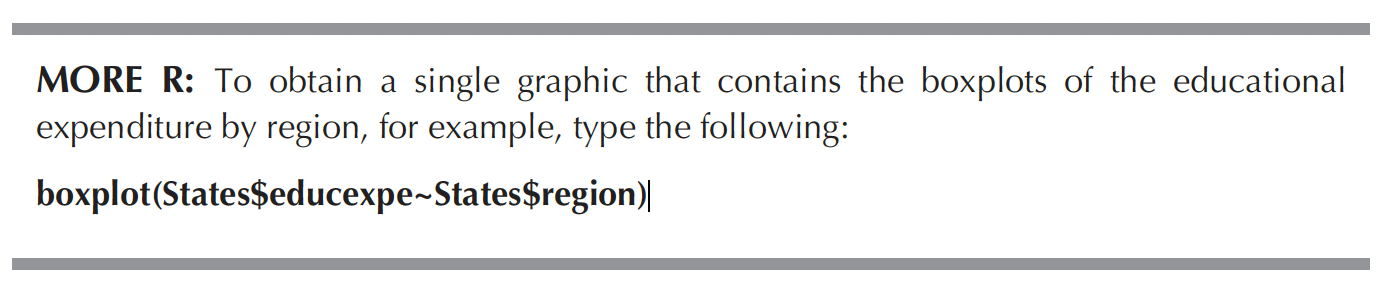 MORE R: To obtain a single graphic that contains the boxplots of the educational
expenditure by region, for example, type the following:
boxplot(States$educexpe~States$region)